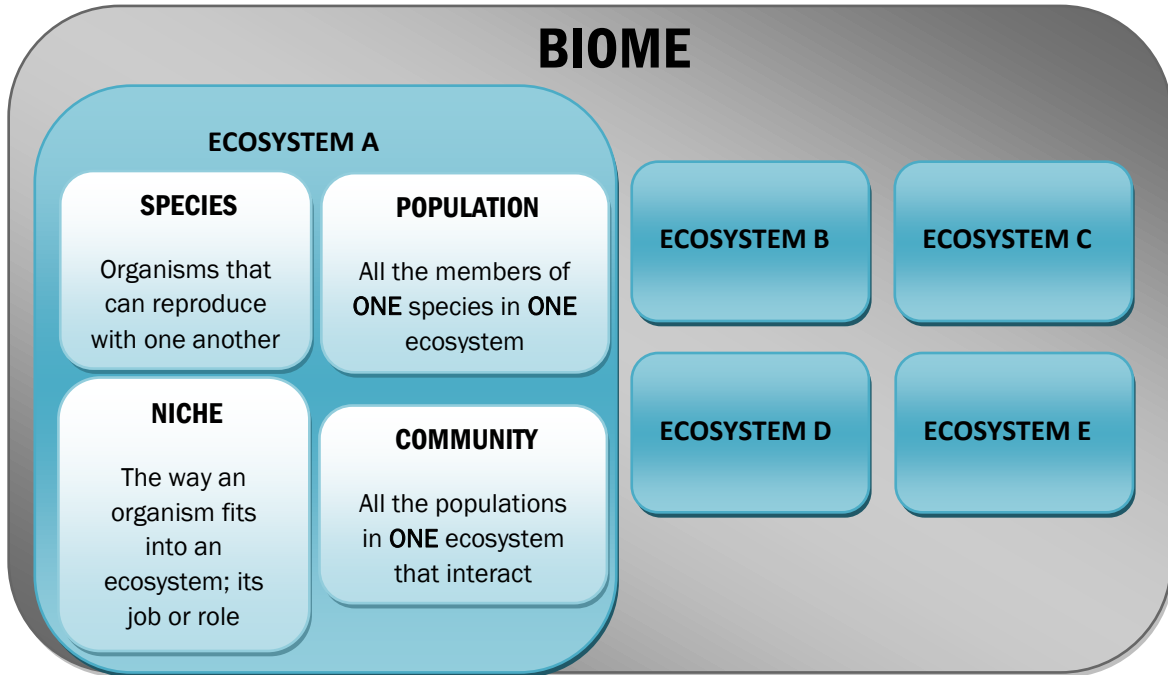 BIOME
ECOSYSTEM A
SPECIES
Organisms that
can reproduce
with one another
POPULATION
All the members of
ONE species in ONE
ecosystem
NICHE
The way an
organism fits
into an
ecosystem; its
job or role
COMMUNITY
All the populations
in ONE ecosystem
that interact
ECOSYSTEM B
ECOSYSTEM C
ECOSYSTEM D
ECOSYSTEM E